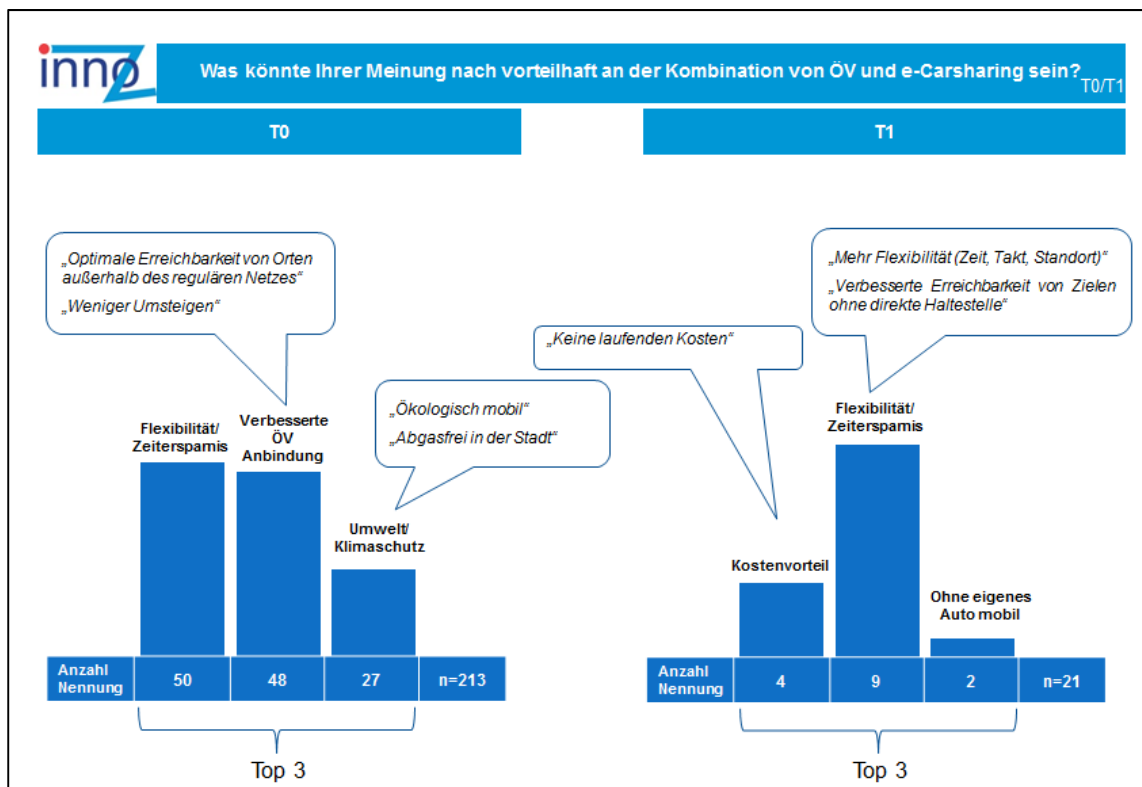 innoZ
Was könnte Ihrer Meinung nach vorteilhaft an der Kombination von ÖV und e-Carsharing sein?
T0/T1
T0
T1
„Optimale Erreichbarkeit von Orten
außerhalb des regulären Netzes“
„Weniger Umsteigen“
„Ökologisch mobil“
„Abgasfrei in der Stadt“
Flexibilität/
Zeitersparnis
Verbesserte
ÖV
Anbindung
Umwelt/
Klimaschutz
Anzahl
Nennung
50
48
27
n=213
Top 3
„Mehr Flexibilität (Zeit, Takt, Standort)“
„Verbesserte Erreichbarkeit von Zielen
ohne direkte Haltestelle“
„Keine laufenden Kosten“
Kostenvorteil
Flexibilität/
Zeitersparnis
Ohne eigenes
Auto mobil
Anzahl
Nennung
4
9
2
n=21
Top 3